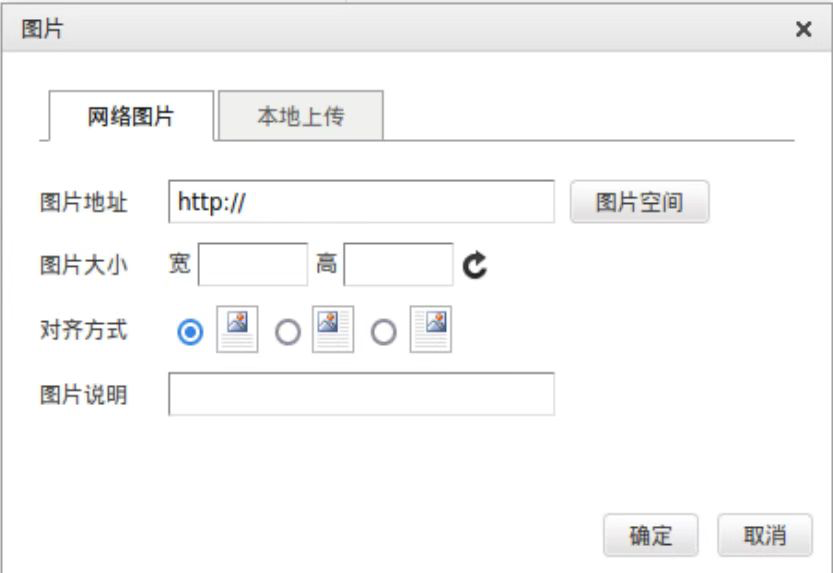 图片
网络图片 本地上传
图片地址 http:// 图片空间
图片大小 宽 高
对齐方式
图片说明
确定 取消